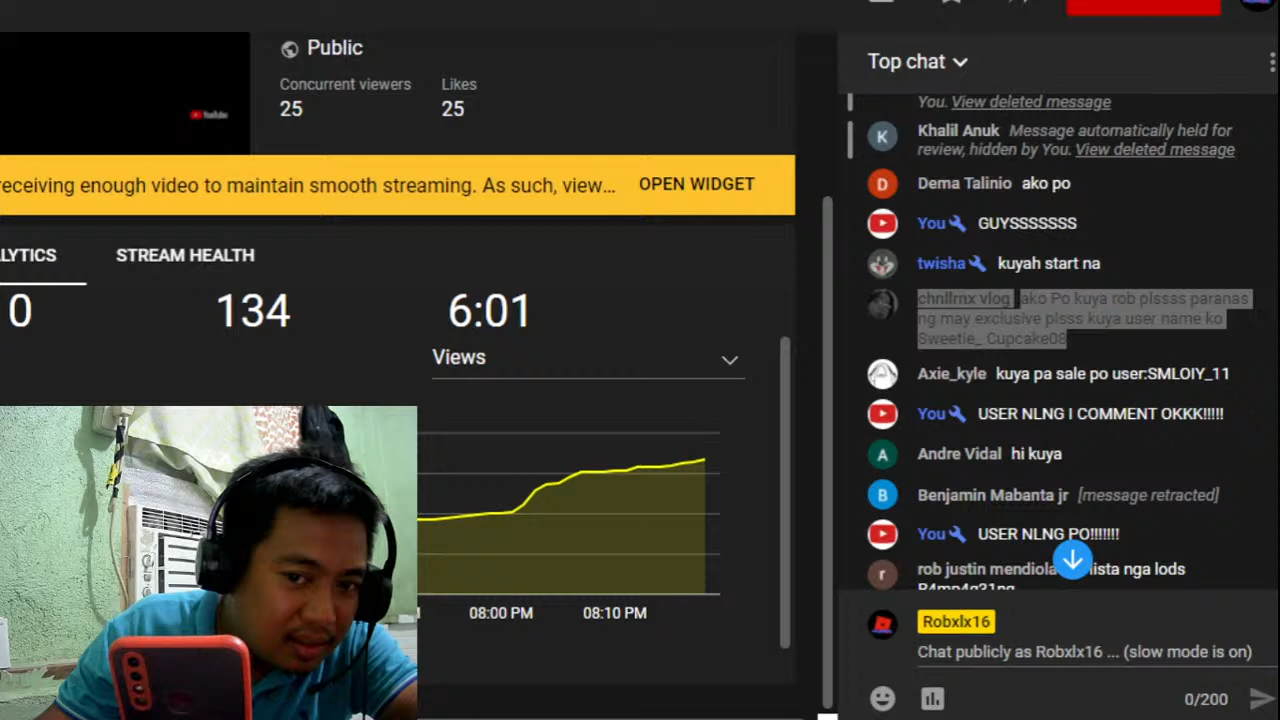 Public
Concurrent viewers
Likes
25
25
YouTube
receiving enough video to maintain smooth streaming. As such, view...
OPEN WIDGET
LYTICS
STREAM HEALTH
0
134
6:01
Views
08:00 PM
08:10 PM
Top chat
You. View deleted message
K
Khalil Anuk Message automatically held for
review, hidden by You. View deleted message
D
Dema Talinio ako po
You GUYSSSSSSS
twisha kuyah start na
chnllrnx vlog ako Po kuya rob plssss paranas
ng may exclusive plsss kuya user name ko
Sweetie_ Cupcake08
Axie_kyle kuya pa sale po user:SMLOIY_11
You USER NLNG I COMMENT OKKK!!!!!
A
Andre Vidal hi kuya
B
Benjamin Mabanta jr [message retracted]
You USER NLNG PO!!!!!!!
r
rob justin mendiola lista nga lods
Robxlx16
Chat publicly as Robxlx16 ... (slow mode is on)
0/200